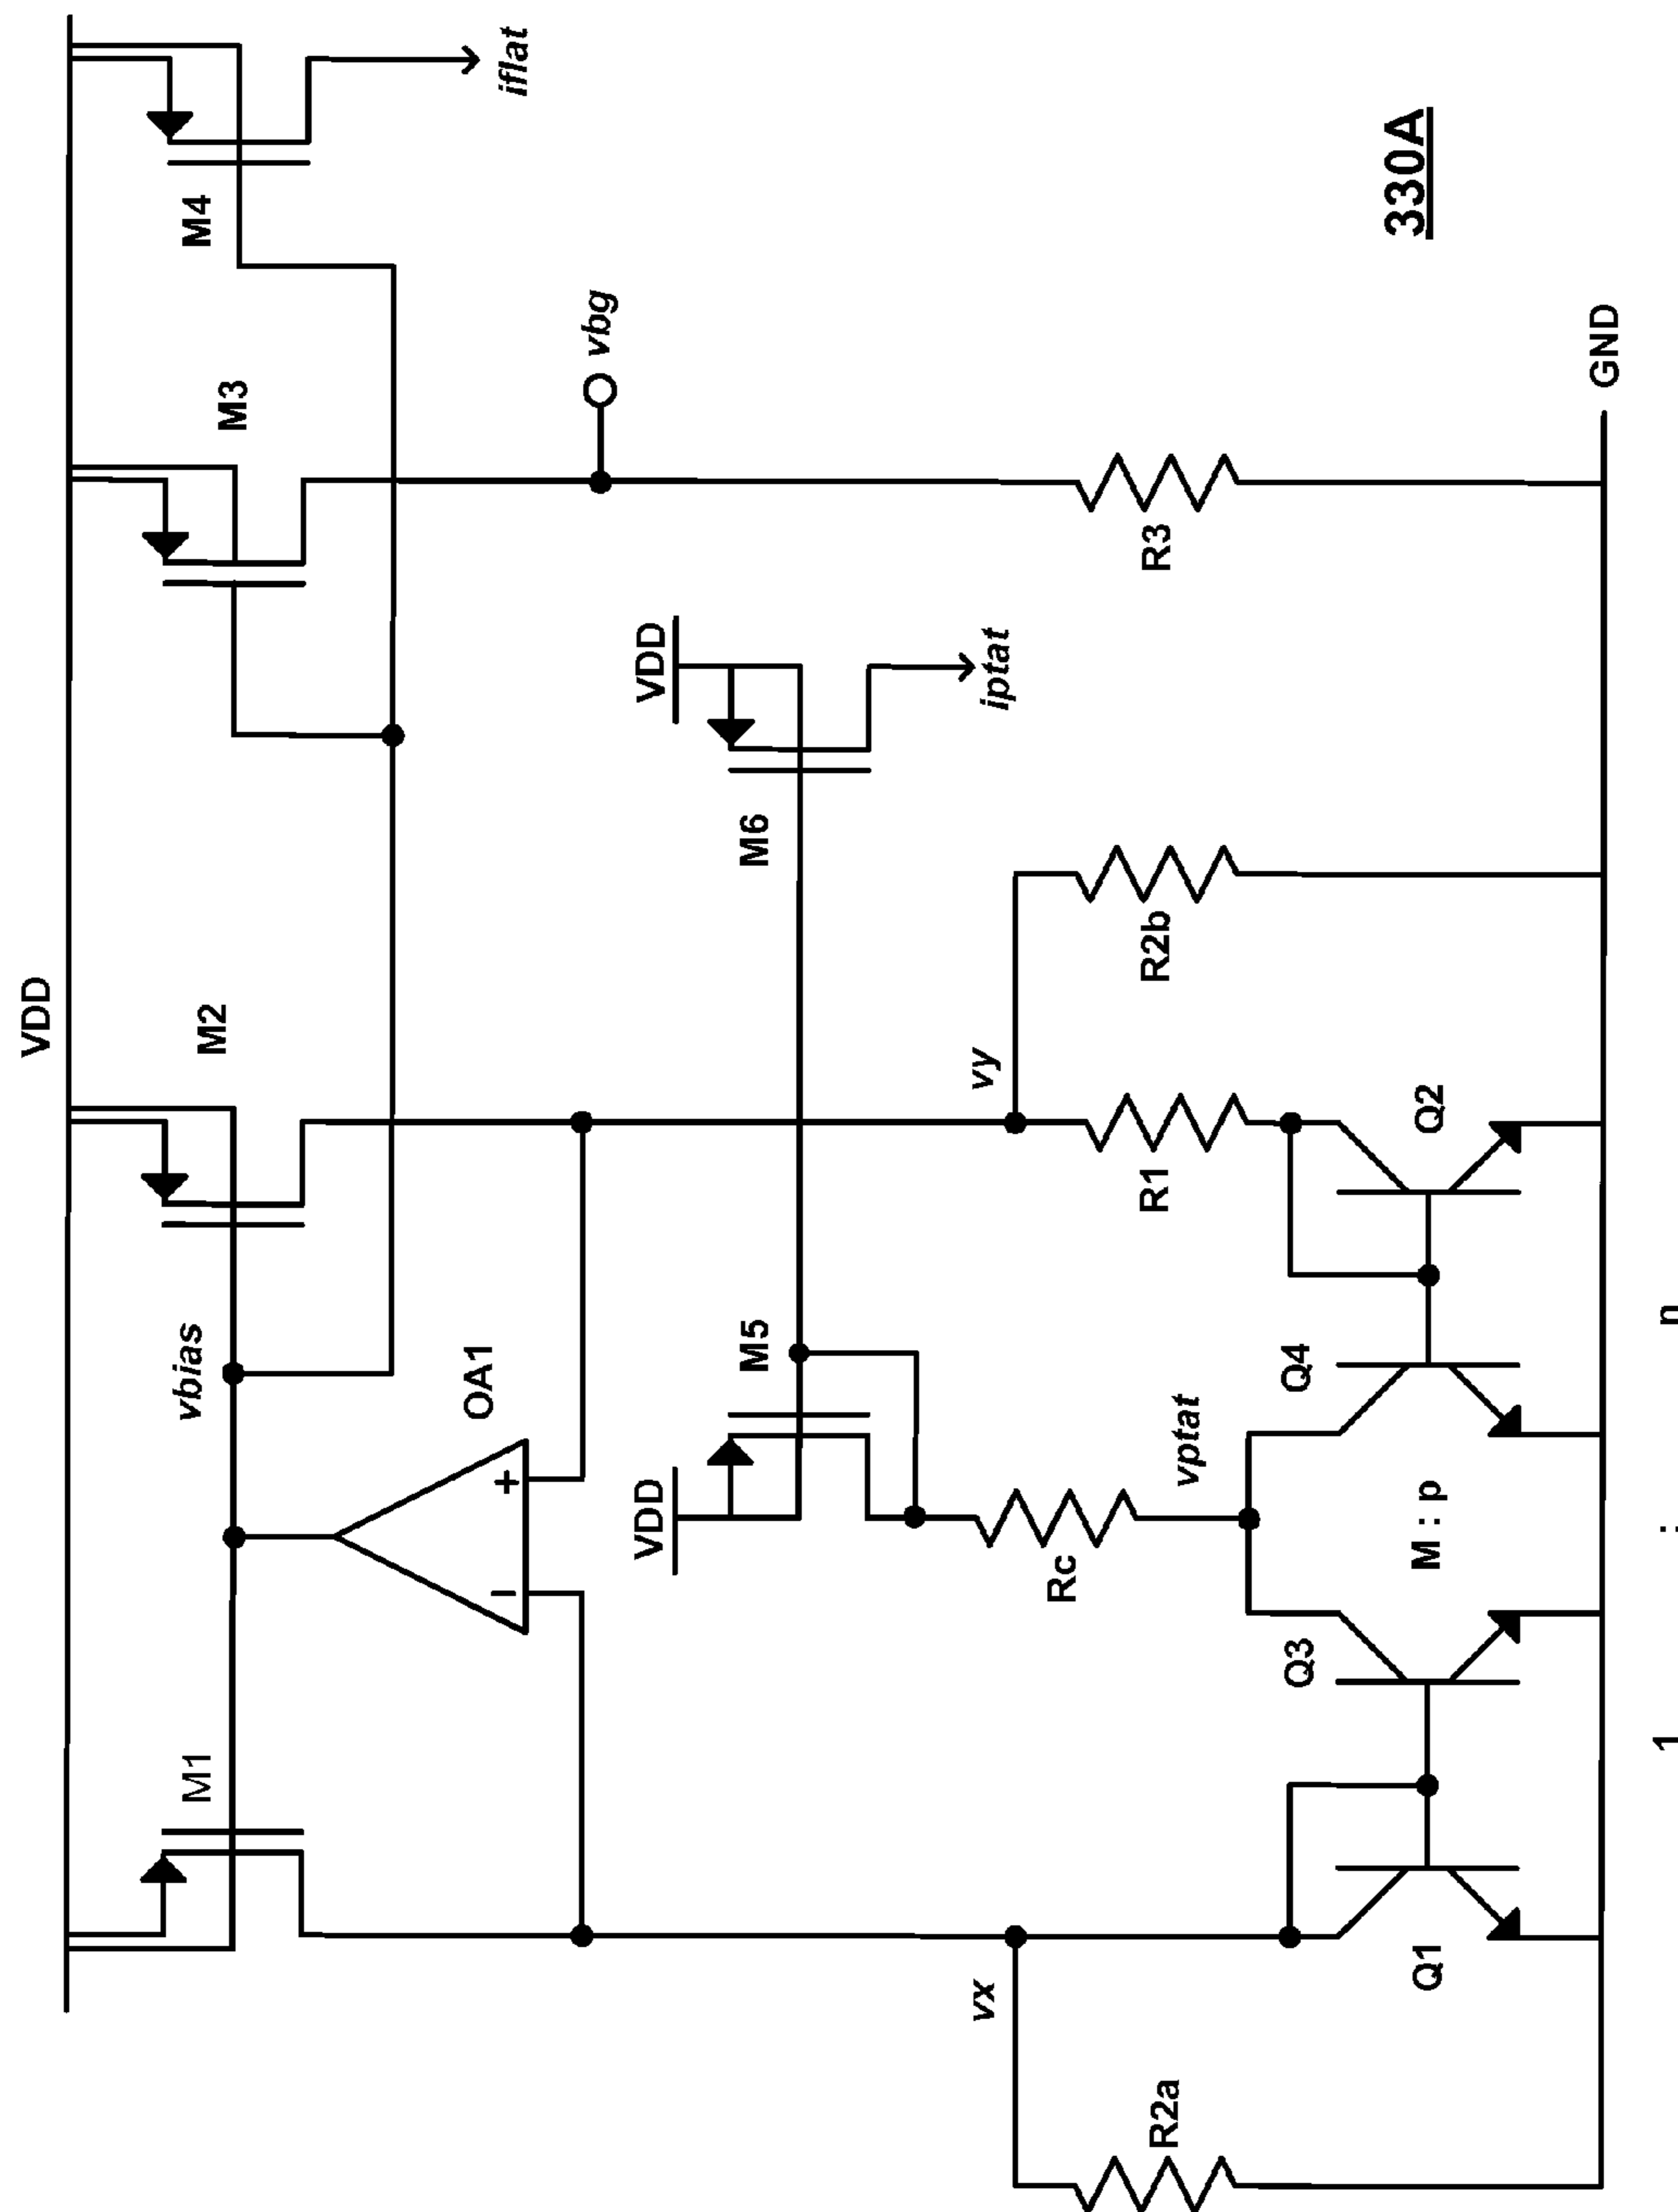 VDD
M1
vbias
M2
M3
M4
OA1
iflat
vbg
VDD
VDD
M5
M6
vx
vy
iptat
Rc
R2a
R1
R2b
R3
vptat
Q3
Q4
330A
Q1
M : p
Q2
GND
1 : n